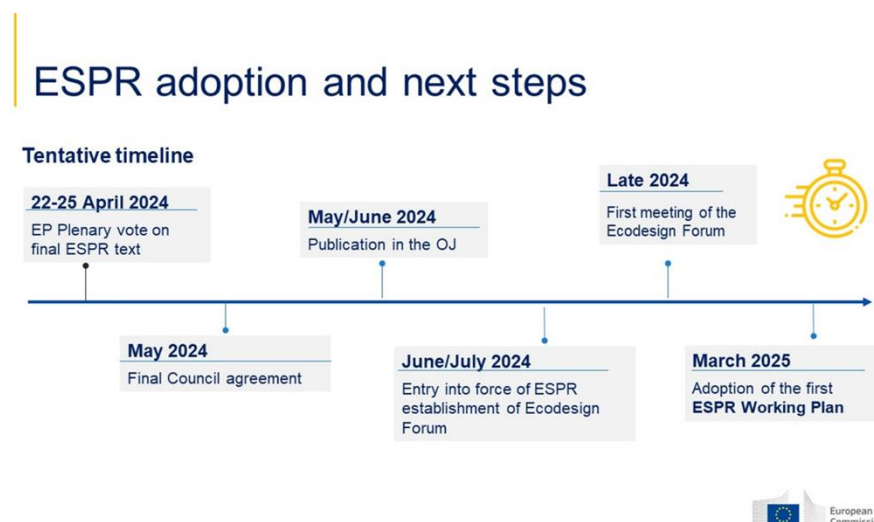 ESPR adoption and next steps
Tentative timeline
22-25 April 2024
EP Plenary vote on
final ESPR text
May 2024
Final Council agreement
May/June 2024
Publication in the OJ
June/July 2024
Entry into force of ESPR
establishment of Ecodesign
Forum
Late 2024
First meeting of the
Ecodesign Forum
March 2025
Adoption of the first
ESPR Working Plan
European